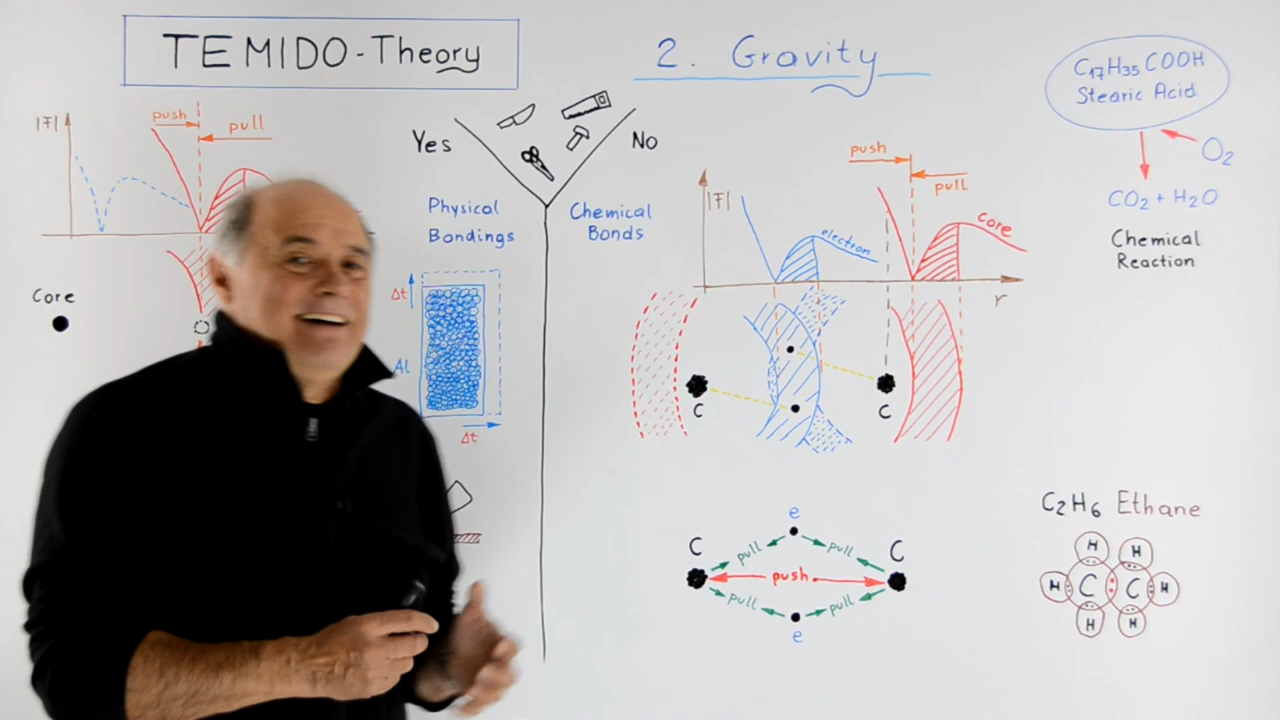 TEMIDO-Theory
2. Gravity
C17H35COOH
Stearic Acid
O2
CO2 + H2O
Chemical
Reaction
|F|
push
pull
Core
Yes
No
Physical
Bondings
Chemical
Bonds
Δt
Al
Δt
push
pull
|F|
electron
core
r
C
C
e
C
C
pull
pull
push
pull
pull
e
C2H6 Ethane
H
H
H
C
C
H
H
H